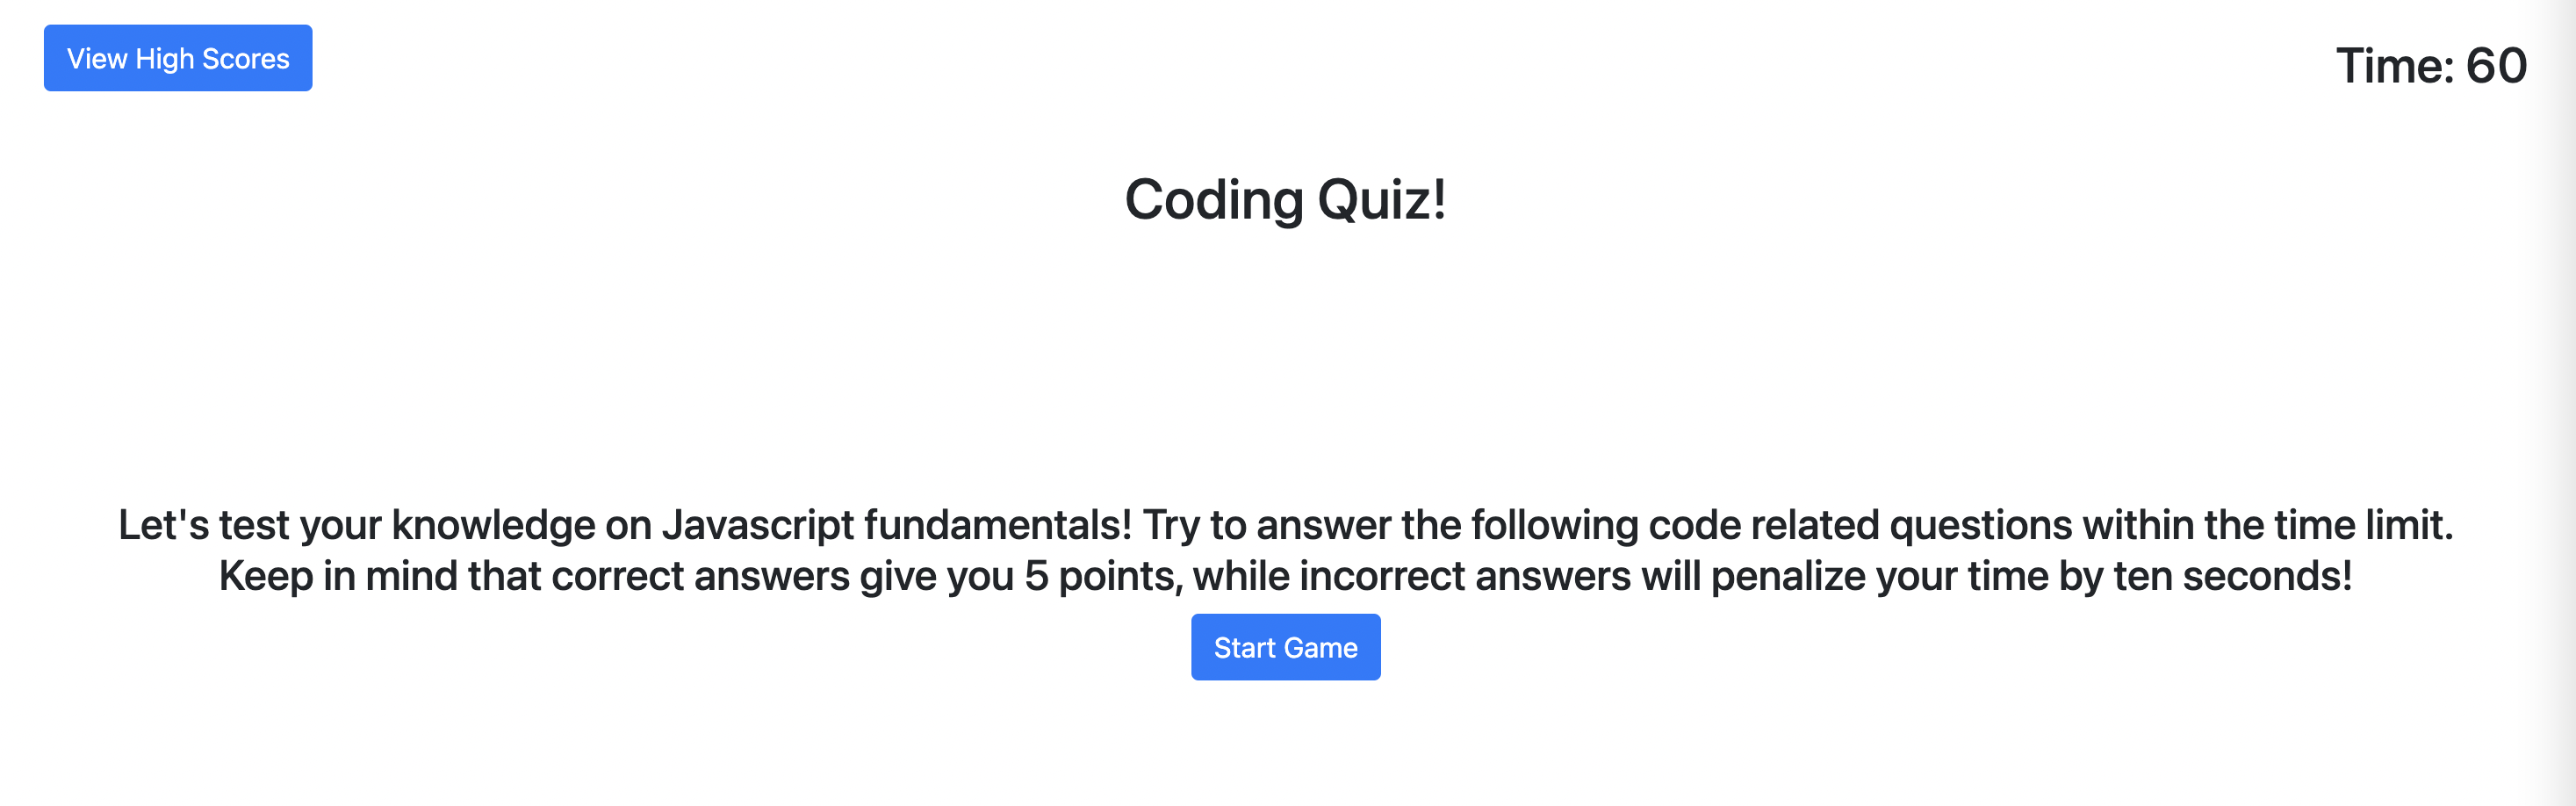 View High Scores
Time: 60
Coding Quiz!
Let's test your knowledge on Javascript fundamentals! Try to answer the following code related questions within the time limit.
Keep in mind that correct answers give you 5 points, while incorrect answers will penalize your time by ten seconds!
Start Game